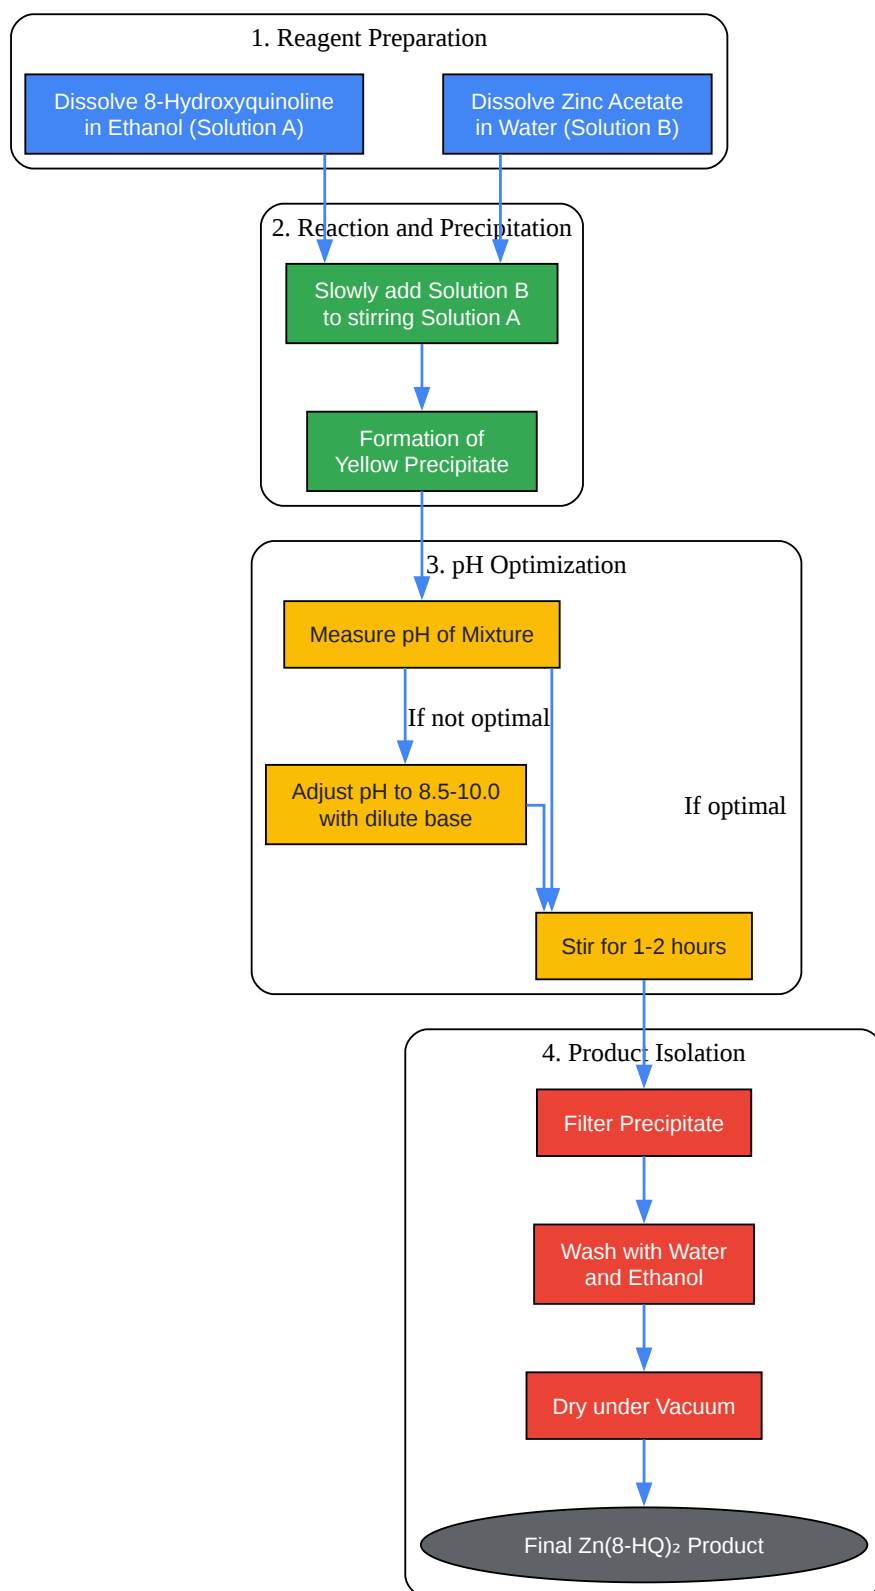 1. Reagent Preparation
Dissolve 8-Hydroxyquinoline
in Ethanol (Solution A)
Dissolve Zinc Acetate
in Water (Solution B)
2. Reaction and Precipitation
Slowly add Solution B
to stirring Solution A
Formation of
Yellow Precipitate
3. pH Optimization
Measure pH of Mixture
If not optimal
Adjust pH to 8.5-10.0
with dilute base
If optimal
Stir for 1-2 hours
4. Product Isolation
Filter Precipitate
Wash with Water
and Ethanol
Dry under Vacuum
Final Zn(8-HQ)₂ Product